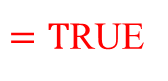 = TRUE